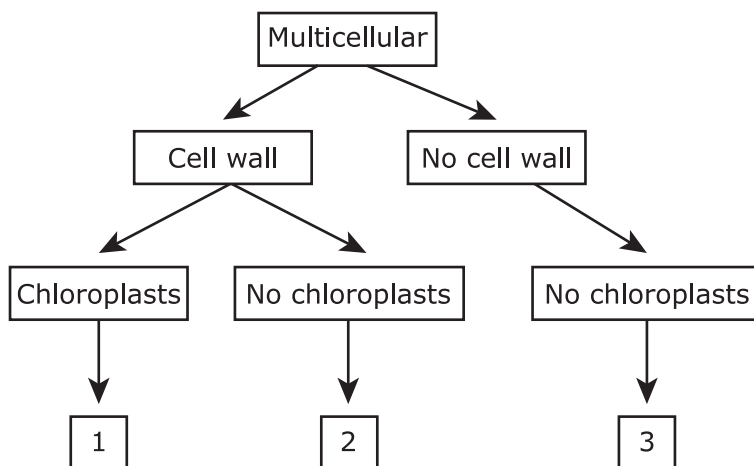 Multicellular
Cell wall
No cell wall
Chloroplasts
No chloroplasts
No chloroplasts
1
2
3